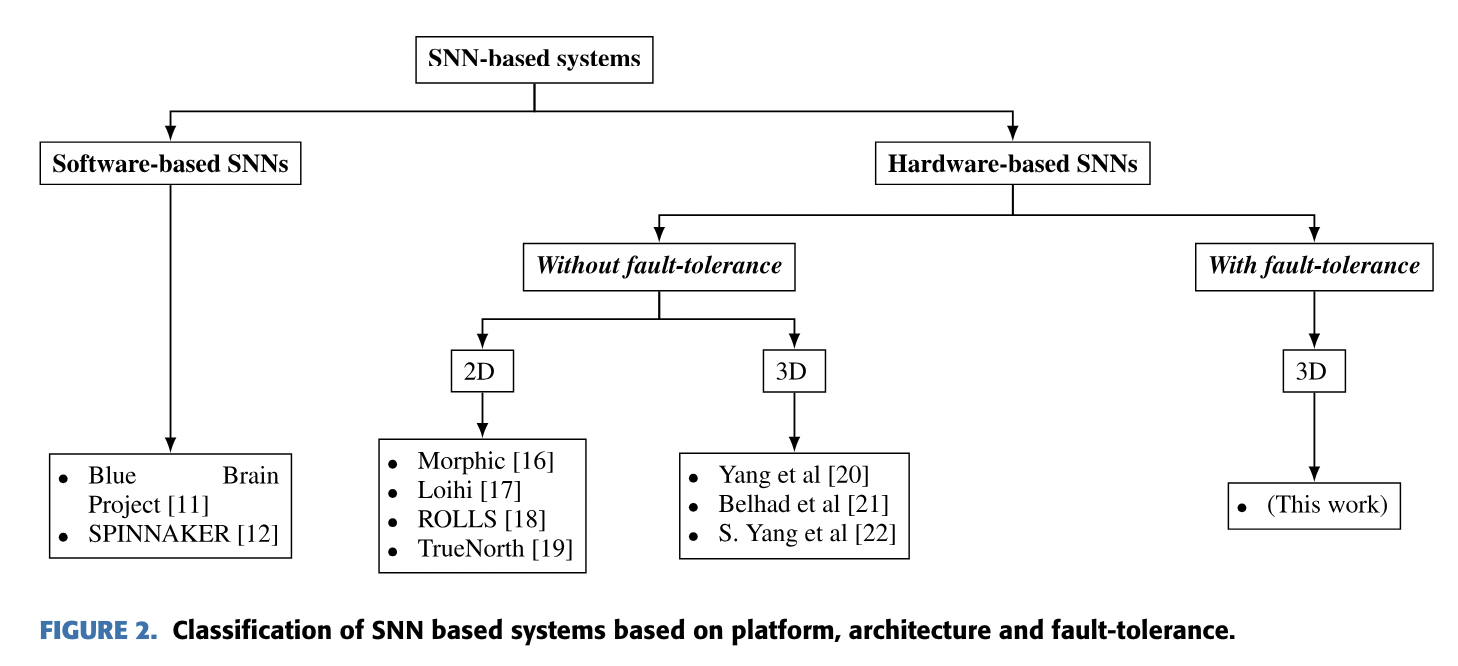 SNN-based systems
Software-based SNNs
Hardware-based SNNs
Without fault-tolerance
With fault-tolerance
2D
3D
3D
• Blue Brain
Project [11]
• SPINNAKER [12]
• Morphic [16]
• Loihi [17]
• ROLLS [18]
• TrueNorth [19]
• Yang et al [20]
• Belhad et al [21]
• S. Yang et al [22]
• (This work)
FIGURE 2. Classification of SNN based systems based on platform, architecture and fault-tolerance.